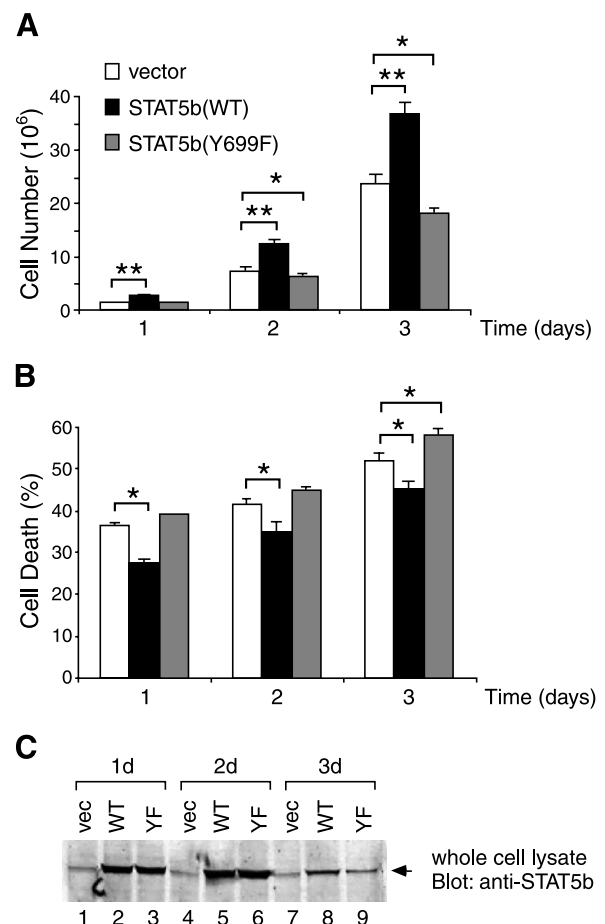 A
vector
STAT5b(WT)
STAT5b(Y699F)
Cell Number (10⁶)
40
30
20
10
0
**
**
*
**
*
1 2 3 Time (days)
B
Cell Death (%)
60
50
40
30
20
10
0
*
*
*
*
1 2 3 Time (days)
C
1d 2d 3d
vec WT YF vec WT YF vec WT YF
whole cell lysate
Blot: anti-STAT5b
1 2 3 4 5 6 7 8 9